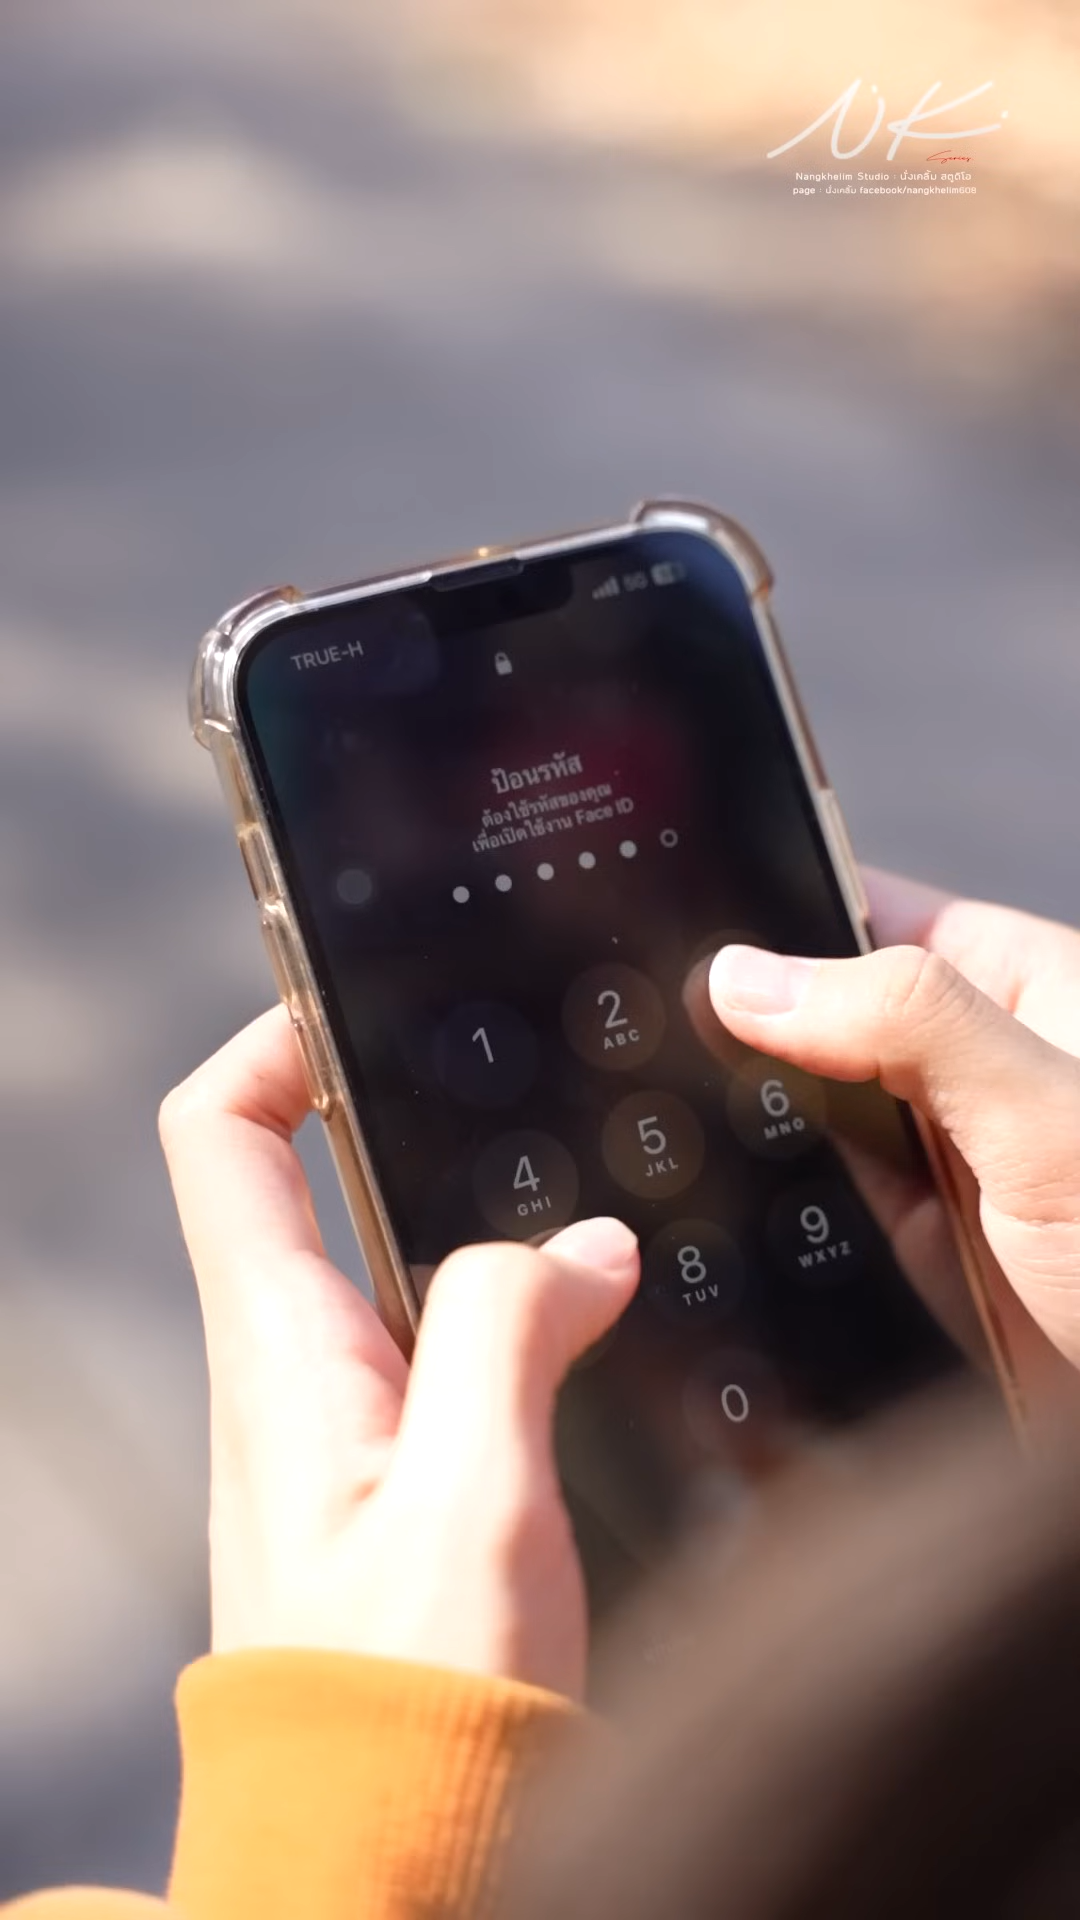 NK.
Series
Nangkhelim Studio : นั่งเคลิ้ม สตูดิโอ
page : นั่งเคลิ้ม facebook/nangkhelim608
TRUE-H
5G
ป้อนรหัส
ต้องใช้รหัสของคุณ
เพื่อเปิดใช้งาน Face ID
1
2
ABC
4
GHI
5
JKL
6
MNO
8
TUV
9
WXYZ
0